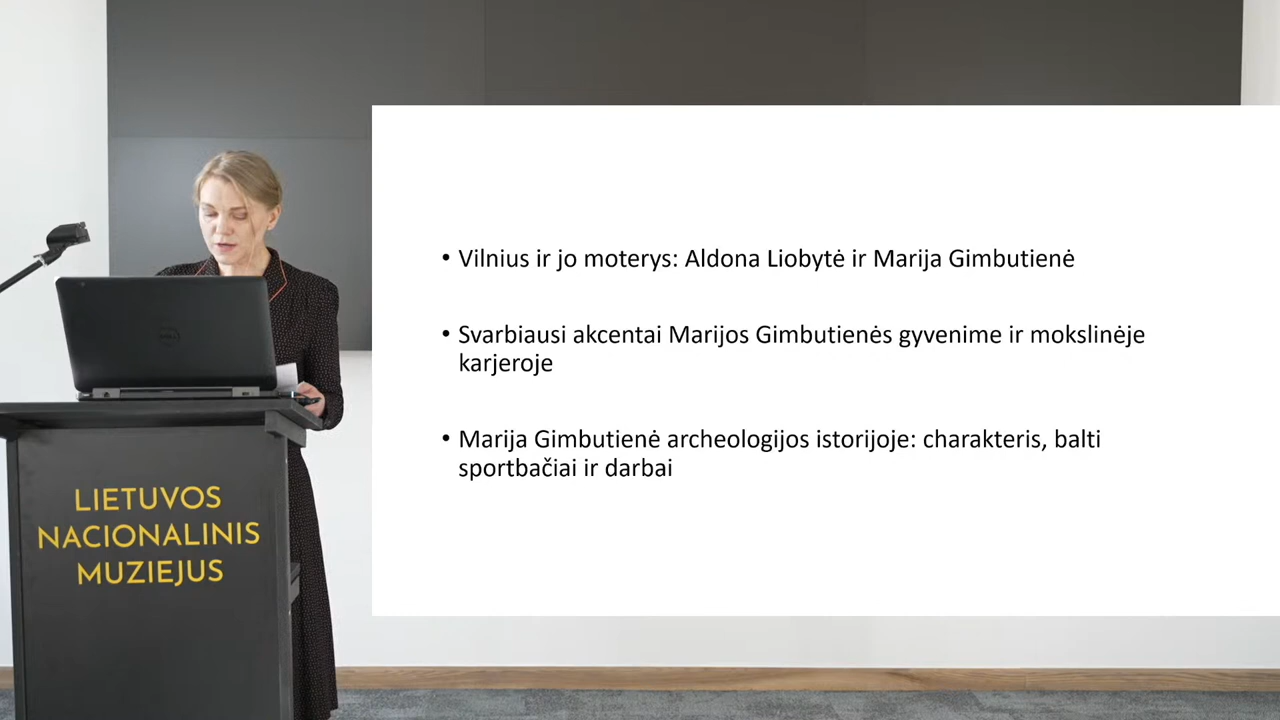 • Vilnius ir jo moterys: Aldona Liobytė ir Marija Gimbutienė
• Svarbiausi akcentai Marijos Gimbutienės gyvenime ir mokslinėje
karjeroje
• Marija Gimbutienė archeologijos istorijoje: charakteris, balti
sportbačiai ir darbai
LIETUVOS
NACIONALINIS
MUZIEJUS